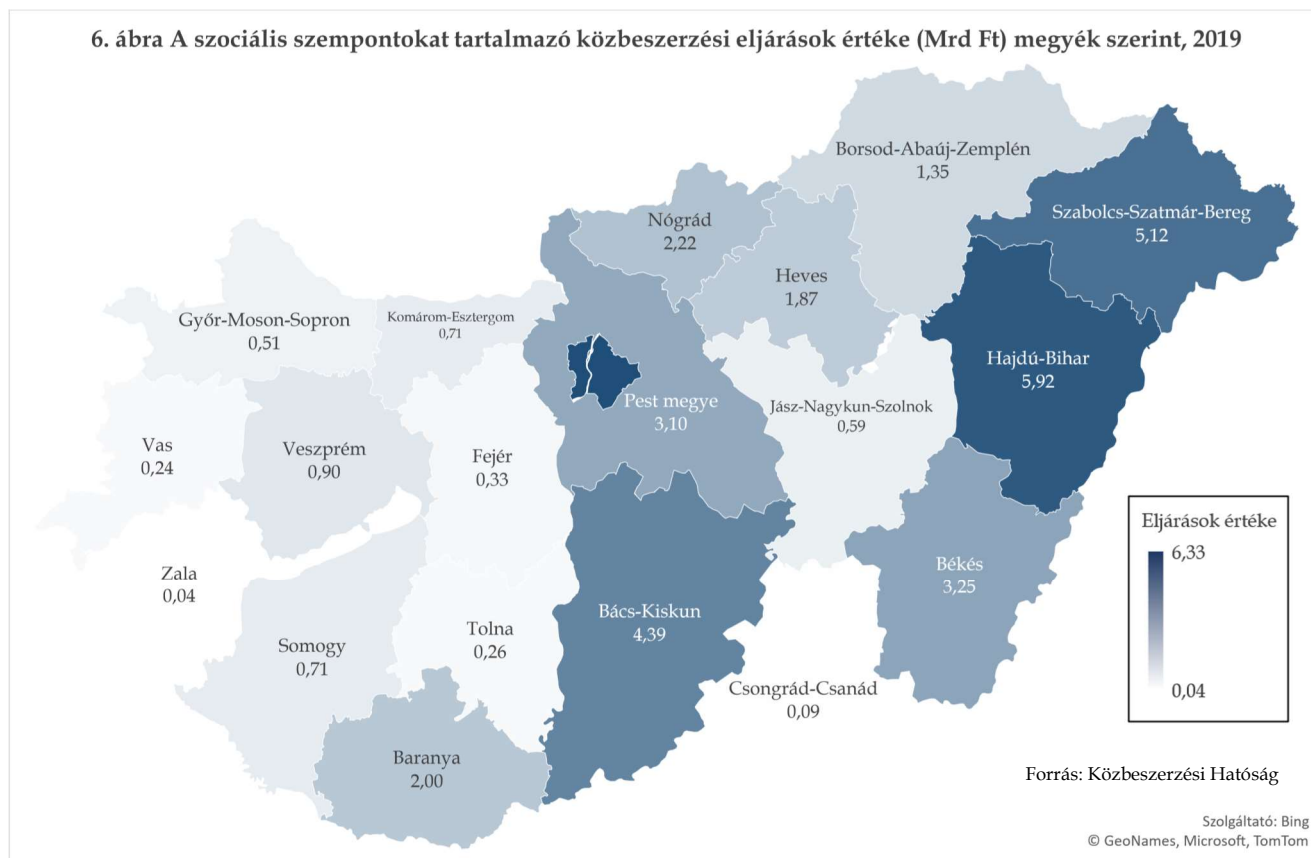 6. ábra A szociális szempontokat tartalmazó közbeszerzési eljárások értéke (Mrd Ft) megyék szerint, 2019
Borsod-Abaúj-Zemplén
1,35
Szabolcs-Szatmár-Bereg
5,12
Nógrád
2,22
Heves
1,87
Győr-Moson-Sopron
0,51
Komárom-Esztergom
0,71
Hajdú-Bihar
5,92
Pest megye
3,10
Jász-Nagykun-Szolnok
0,59
Vas
0,24
Veszprém
0,90
Fejér
0,33
Zala
0,04
Békés
3,25
Bács-Kiskun
4,39
Somogy
0,71
Tolna
0,26
Csongrád-Csanád
0,09
Baranya
2,00
Eljárások értéke
6,33
0,04
Forrás: Közbeszerzési Hatóság
Szolgáltató: Bing
© GeoNames, Microsoft, TomTom